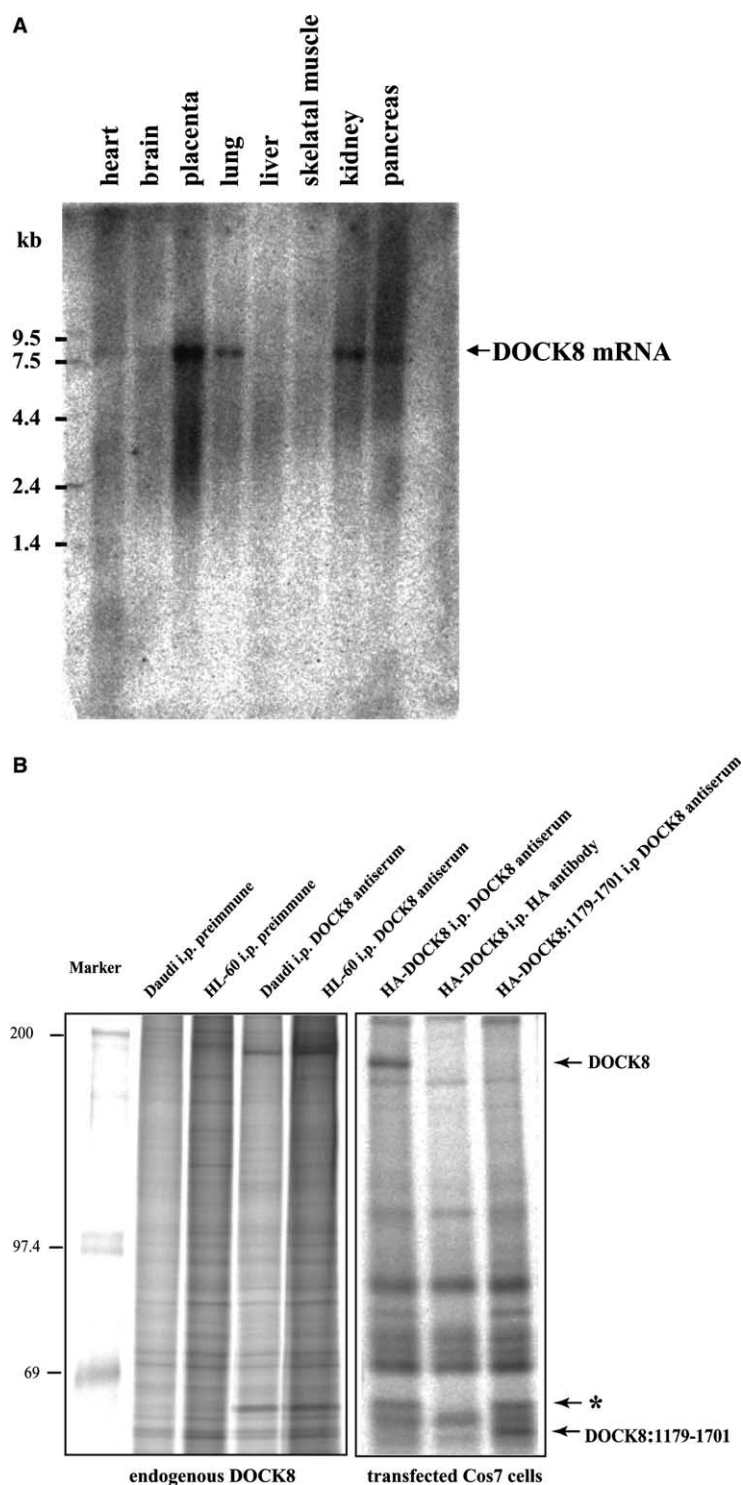 A
heart
brain
placenta
lung
liver
skelatal muscle
kidney
pancreas
kb
9.5
7.5
4.4
2.4
1.4
DOCK8 mRNA
B
Marker
Daudi i.p. preimmune
HL-60 i.p. preimmune
Daudi i.p. DOCK8 antiserum
HL-60 i.p. DOCK8 antiserum
HA-DOCK8 i.p. DOCK8 antiserum
HA-DOCK8 i.p. HA antibody
HA-DOCK8:1179-1701 i.p DOCK8 antiserum
200
97.4
69
DOCK8
*
DOCK8:1179-1701
endogenous DOCK8
transfected Cos7 cells